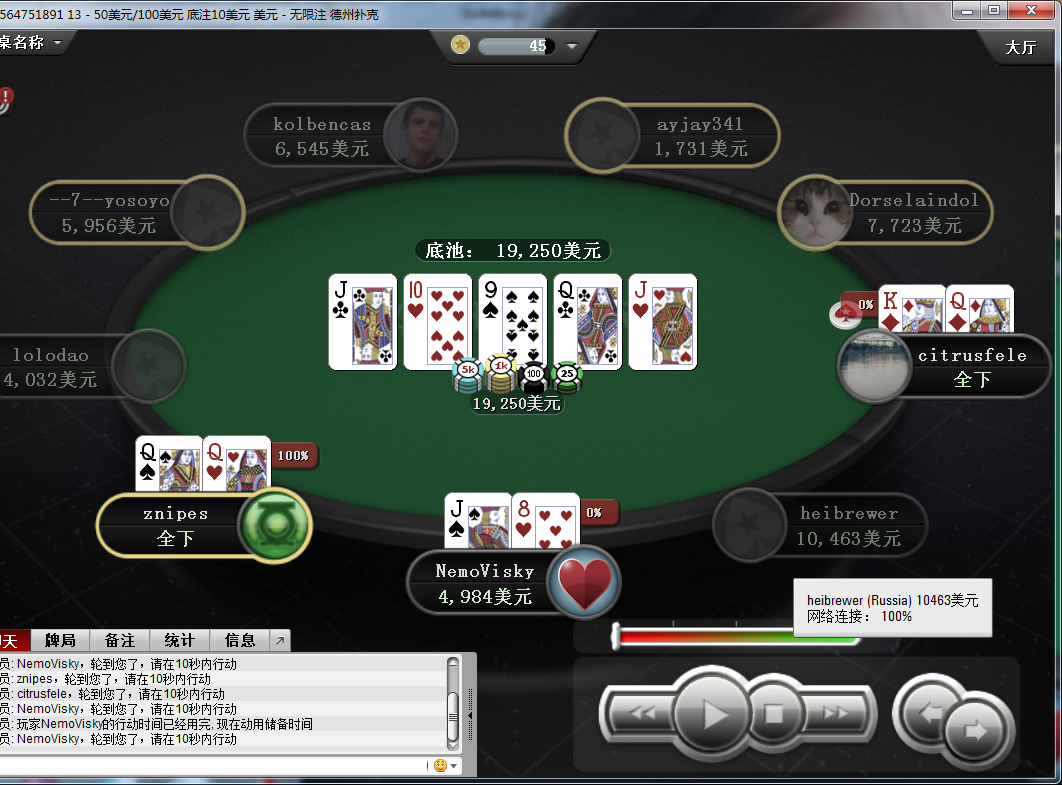 564751891 13 - 50美元/100美元 底注10美元 美元 - 无限注 德州扑克
桌名称
45
大厅
kolbencas
6,545美元
ayjay341
1,731美元
--7--yosoyo
5,956美元
Dorselaindol
7,723美元
底池: 19,250美元
J
10
9
Q
J
K
Q
0%
citrusfele
全下
lolodao
4,032美元
5k
1k
100
25
19,250美元
Q
Q
100%
znipes
全下
J
8
0%
NemoVisky
4,984美元
heibrewer
10,463美元
heibrewer (Russia) 10463美元
网络连接: 100%
天
牌局
备注
统计
信息
员: NemoVisky，轮到您了，请在10秒内行动
员: znipes，轮到您了，请在10秒内行动
员: citrusfele，轮到您了，请在10秒内行动
员: NemoVisky，轮到您了，请在10秒内行动
员: 玩家NemoVisky的行动时间已经用完. 现在动用储备时间
员: NemoVisky，轮到您了，请在10秒内行动